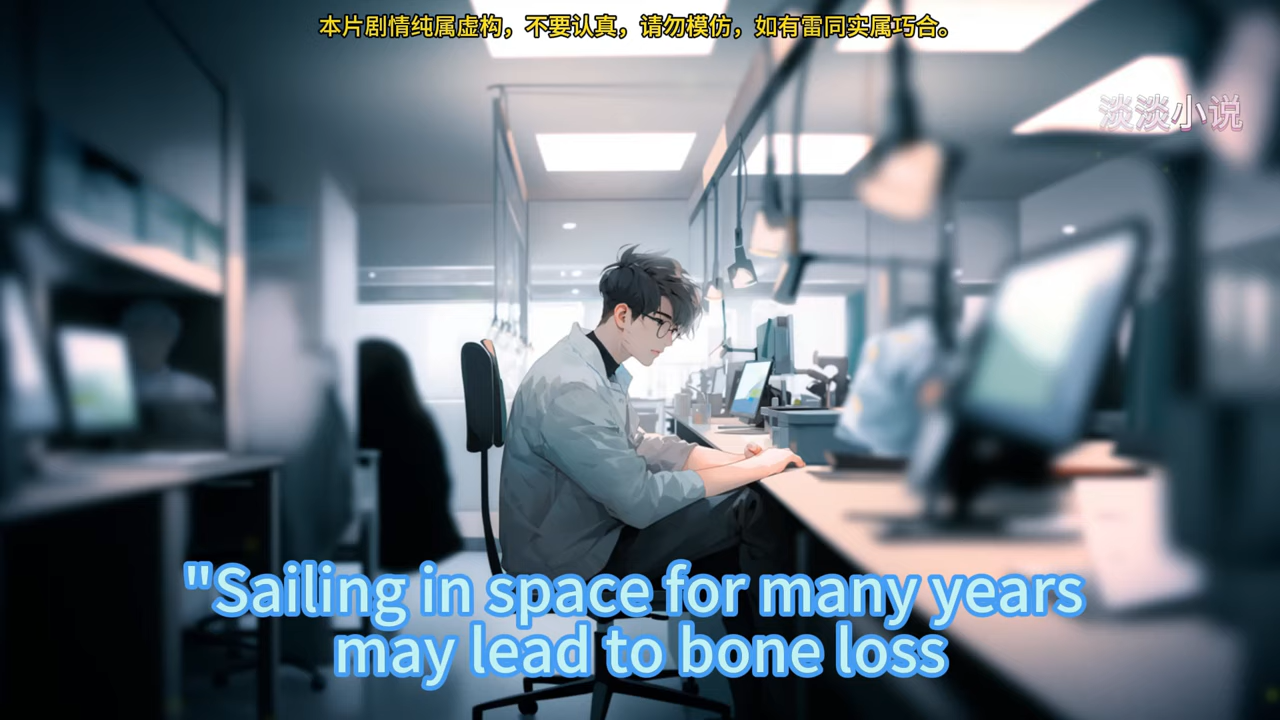 本片剧情纯属虚构，不要认真，请勿模仿，如有雷同实属巧合。
淡淡小说
"Sailing in space for many years
may lead to bone loss